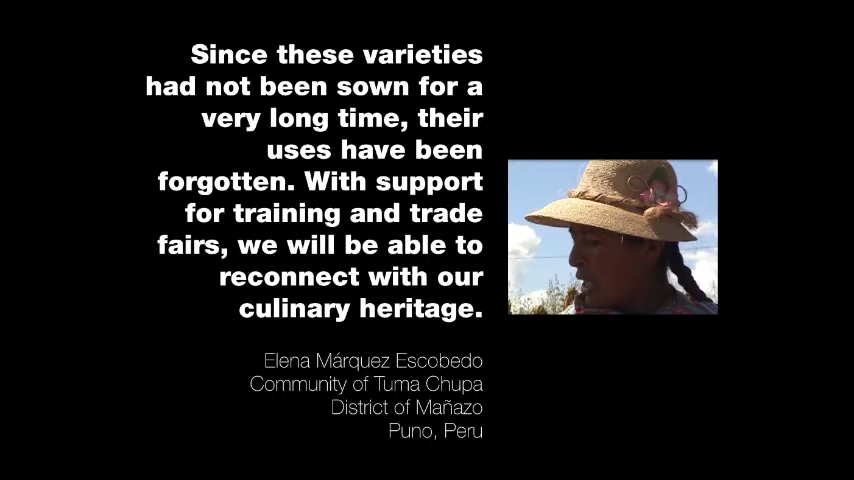 Since these varieties
had not been sown for a
very long time, their
uses have been
forgotten. With support
for training and trade
fairs, we will be able to
reconnect with our
culinary heritage.
Elena Márquez Escobedo
Community of Tuma Chupa
District of Mañazo
Puno, Peru